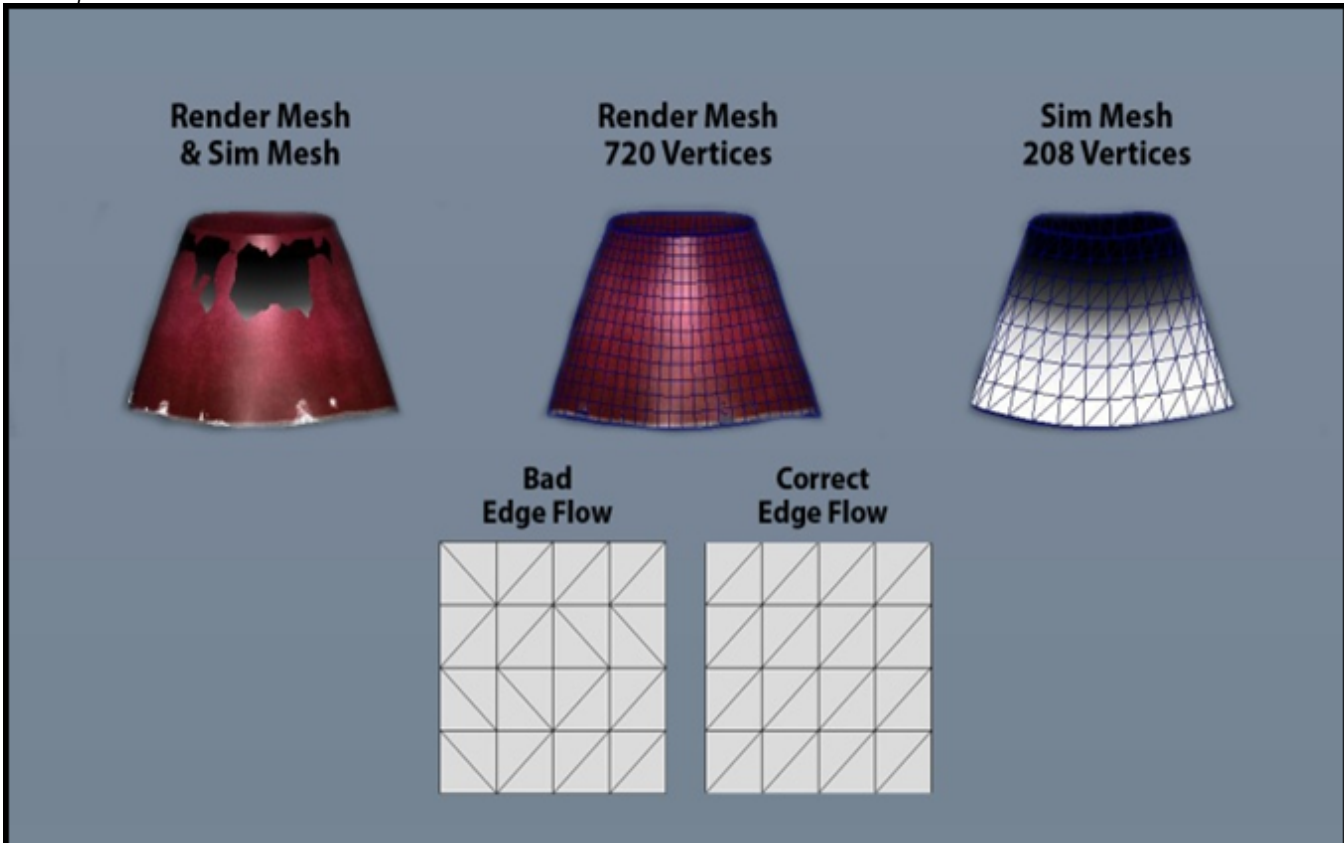 Render Mesh
& Sim Mesh
Render Mesh
720 Vertices
Sim Mesh
208 Vertices
Bad
Edge Flow
Correct
Edge Flow